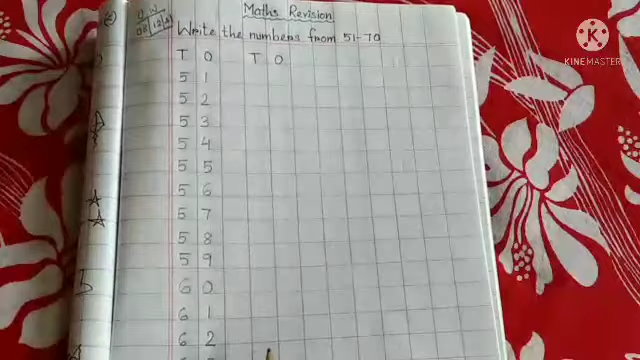 Maths Revision
C.W
Write the numbers from 51-70
T O T O
5 1
5 2
5 3
5 4
5 5
5 6
5 7
5 8
5 9
6 0
6 1
6 2
KINEMASTER